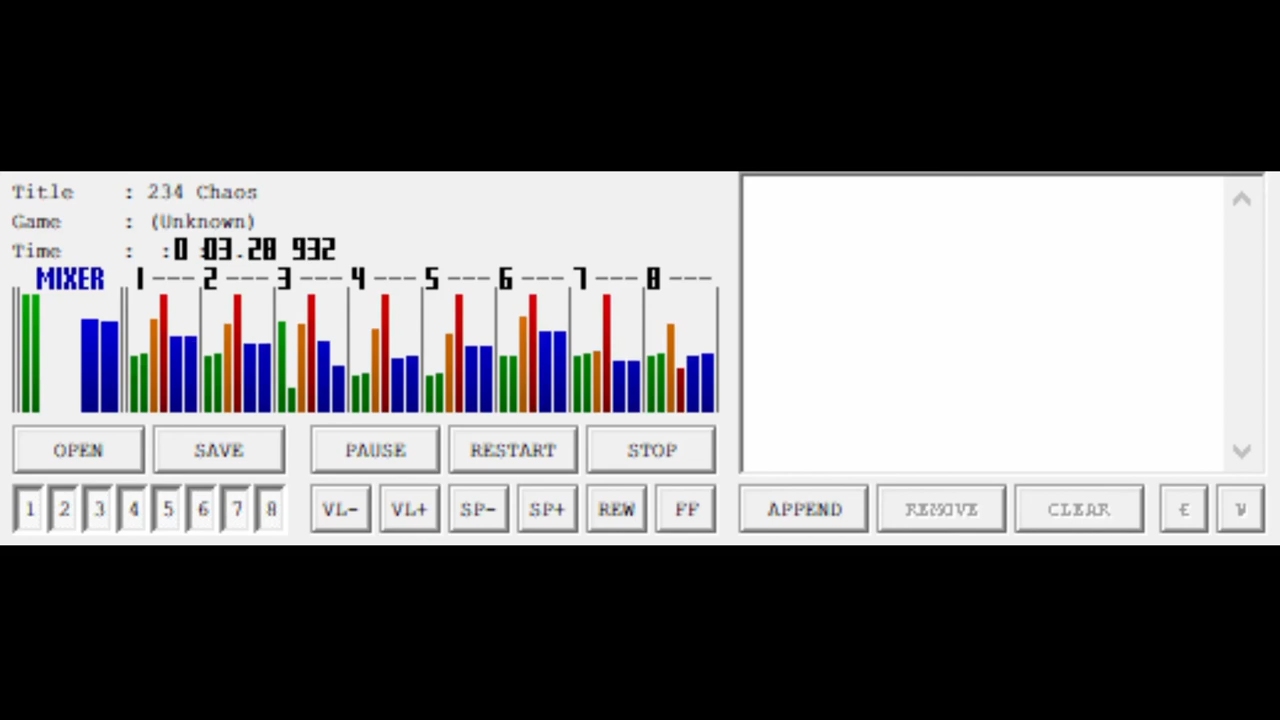 Title : 234 Chaos
Game : (Unknown)
Time : :0 :03.28 932
MIXER 1 --- 2 --- 3 --- 4 --- 5 --- 6 --- 7 --- 8 ---
OPEN SAVE PAUSE RESTART STOP
1 2 3 4 5 6 7 8 VL- VL+ SP- SP+ REW FF APPEND REMOVE CLEAR